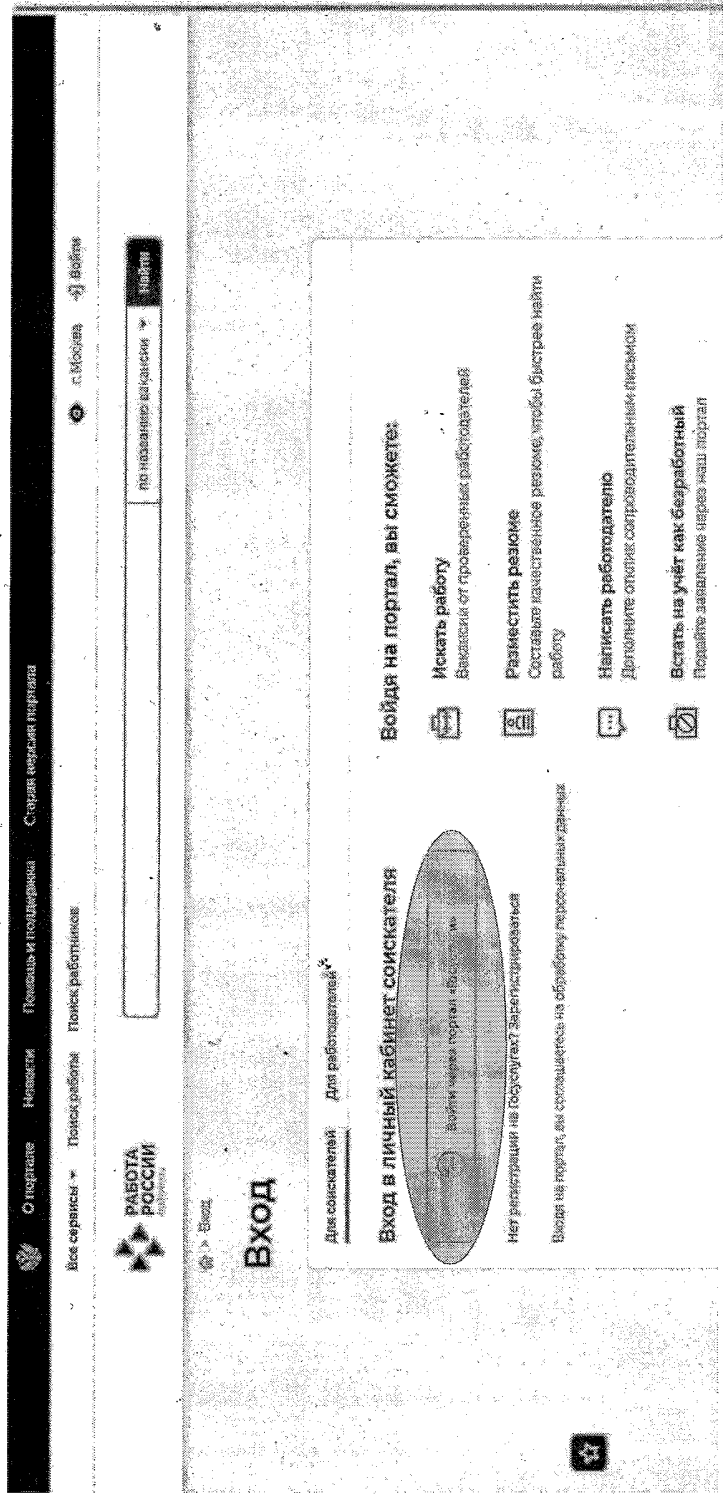 О портале Новости Помощь и поддержка Старая версия портала
Все сервисы Поиск работы Поиск работников г. Москва Войти
РАБОТА
РОССИИ
по названию вакансии Найти
> Вход
Вход
Для соискателей Для работодателей
Вход в личный кабинет соискателя
Войти через портал «Госуслуги»
Нет регистрации на Госуслугах? Зарегистрироваться
Входя на портал, вы соглашаетесь на обработку персональных данных
Войдя на портал, вы сможете:
Искать работу
Вакансии от проверенных работодателей
Разместить резюме
Составьте качественное резюме, чтобы быстрее найти
работу
Написать работодателю
Дополните отклик сопроводительным письмом
Встать на учёт как безработный
Подайте заявление через наш портал